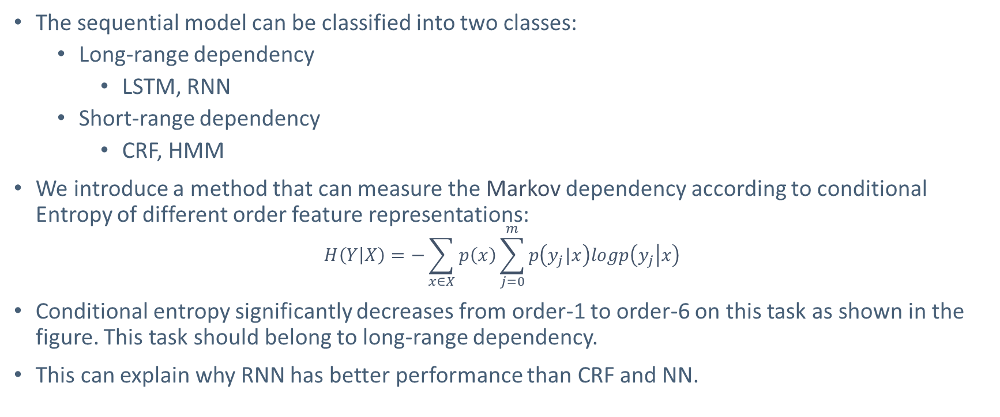 • The sequential model can be classified into two classes:
• Long-range dependency
• LSTM, RNN
• Short-range dependency
• CRF, HMM
• We introduce a method that can measure the Markov dependency according to conditional
Entropy of different order feature representations:
H(Y|X) = − ∑_{x∈X} p(x) ∑_{j=0}^{m} p(y_j|x)logp(y_j|x)
• Conditional entropy significantly decreases from order-1 to order-6 on this task as shown in the
figure. This task should belong to long-range dependency.
• This can explain why RNN has better performance than CRF and NN.